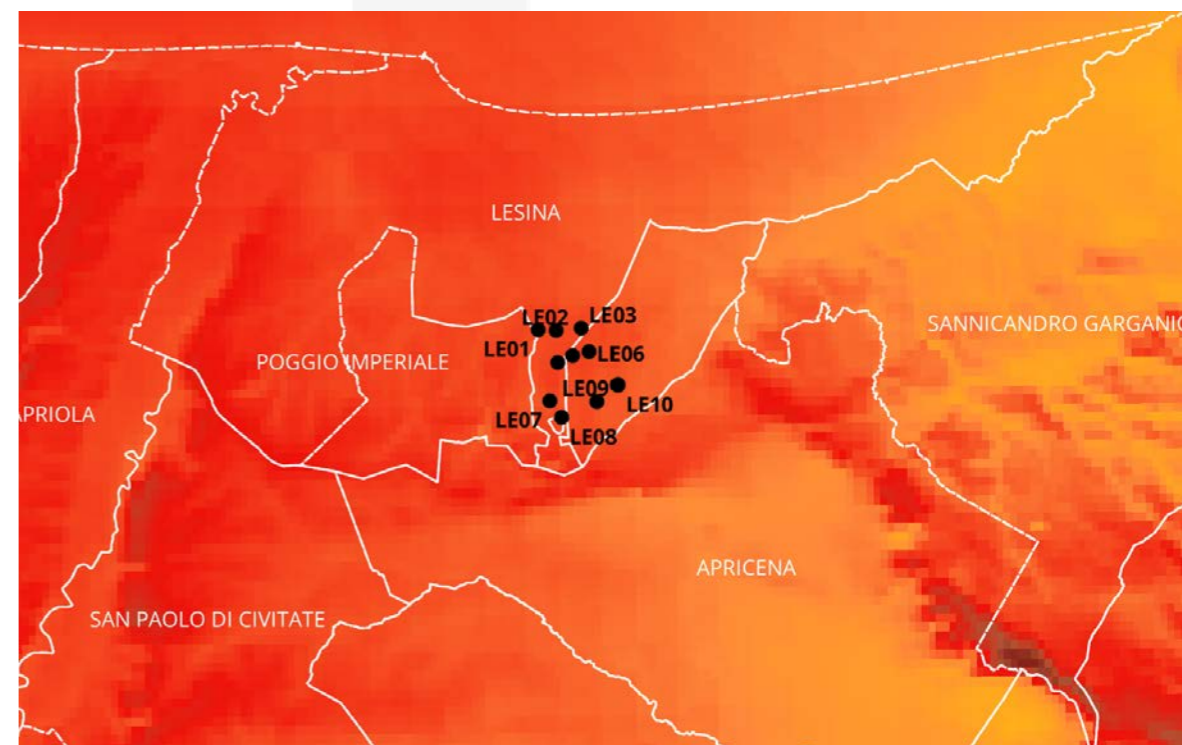 LESINA
LE02
LE03
SANNICANDRO GARGANIC
LE01
LE06
POGGIO IMPERIALE
LE09
LE10
APRIOLA
LE07
LE08
APRICENA
SAN PAOLO DI CIVITATE